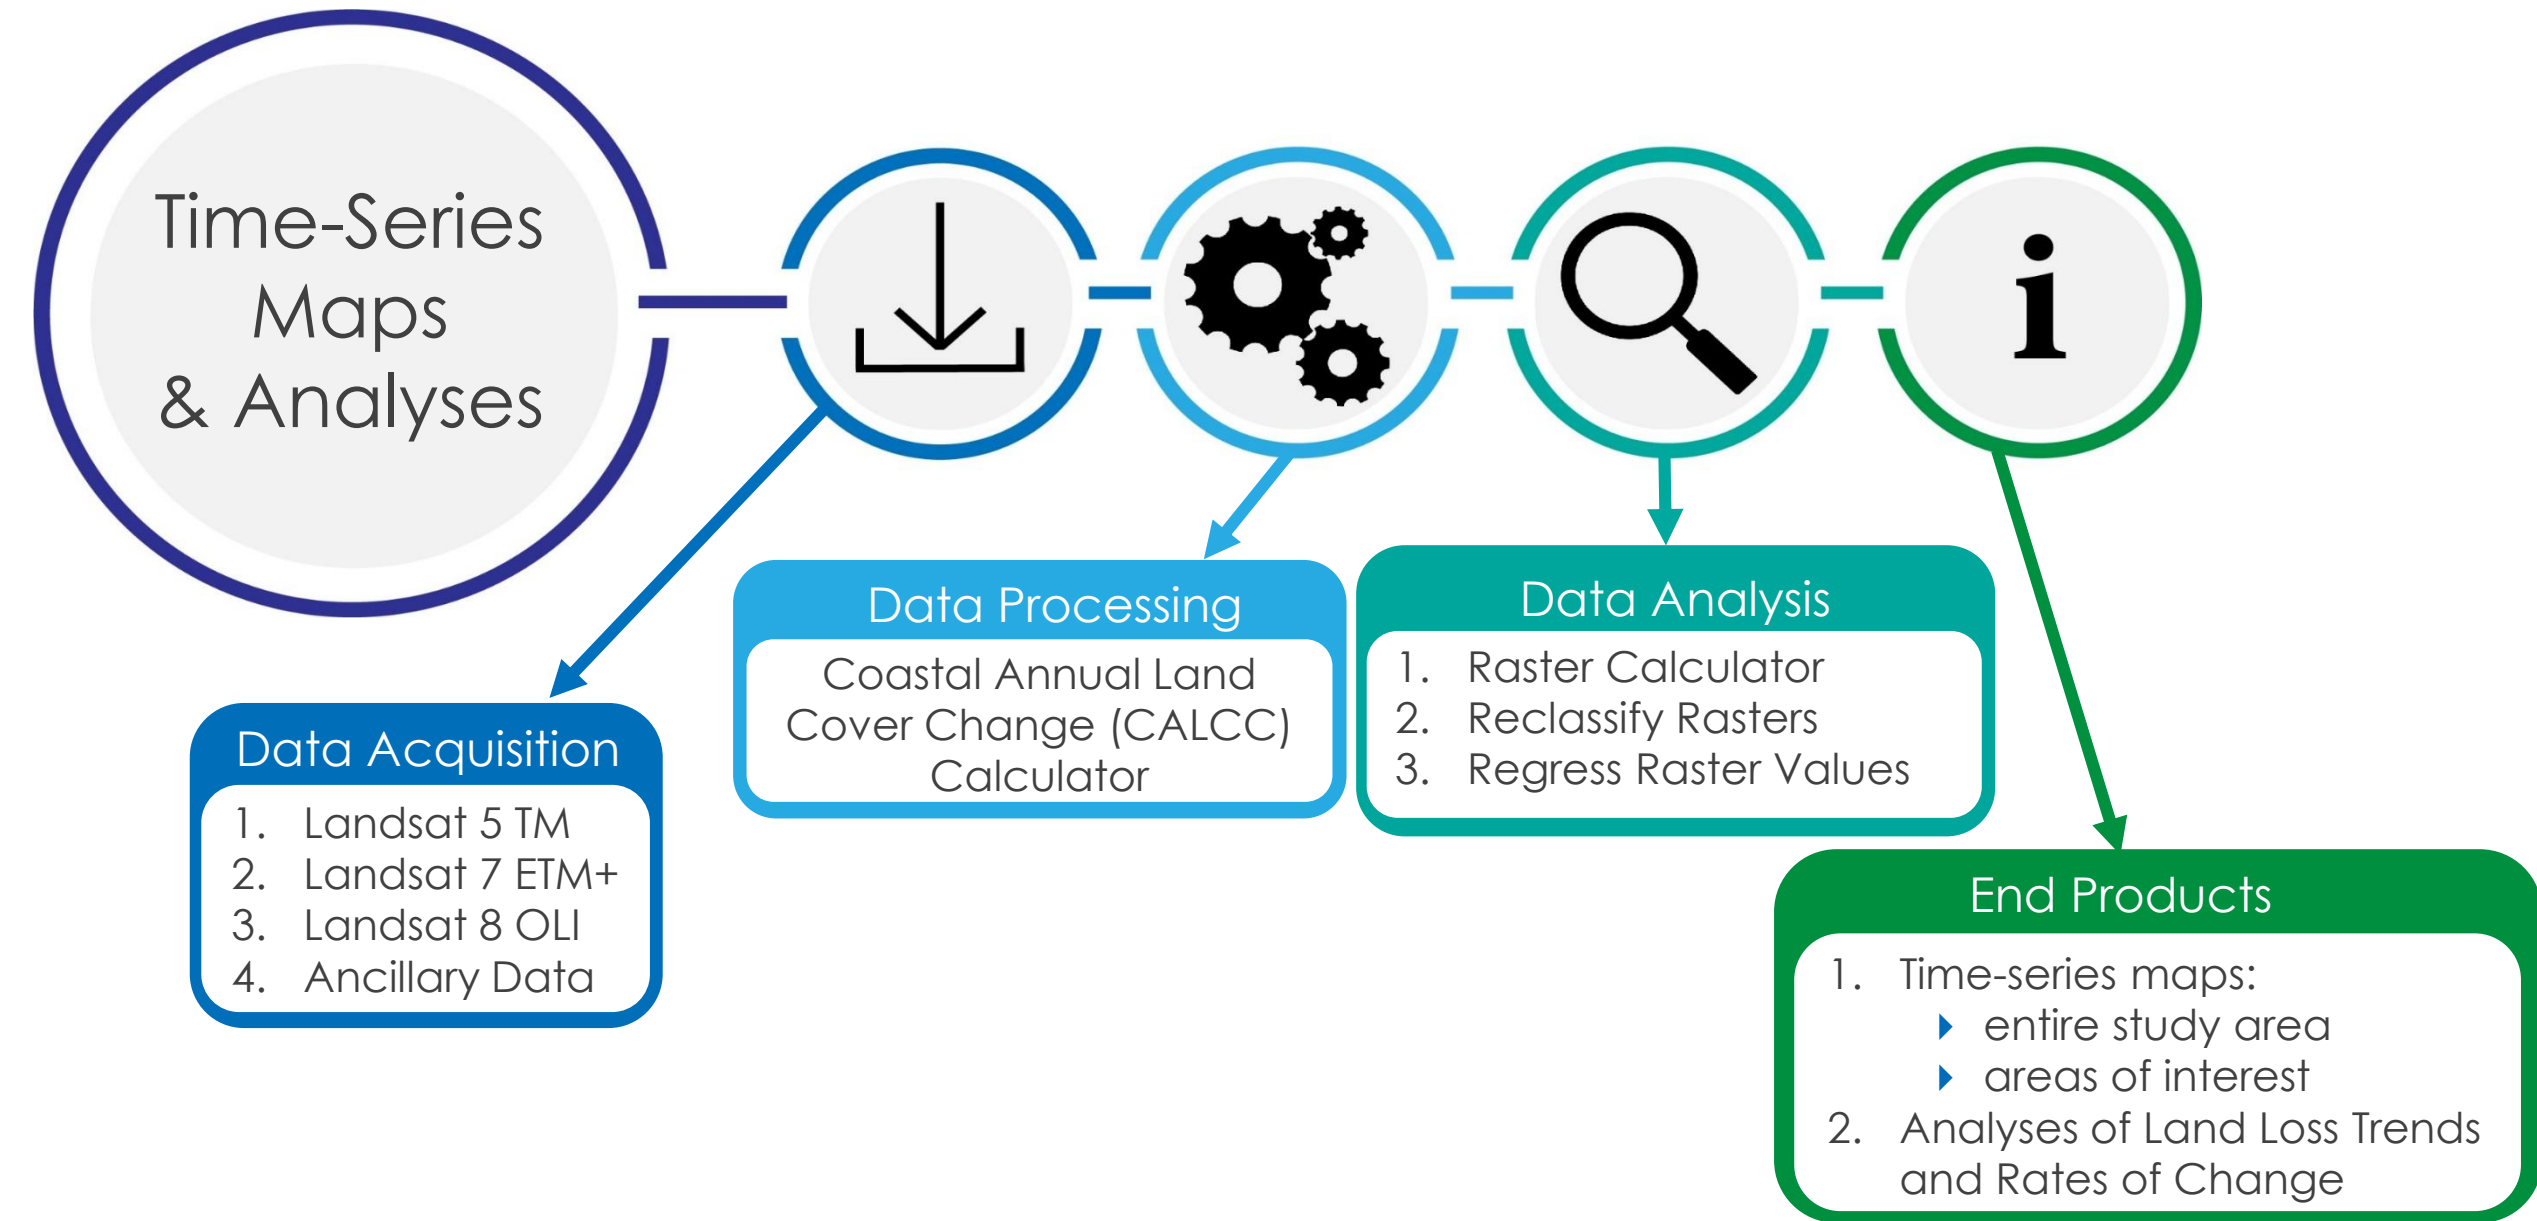 Time-Series
Maps
& Analyses
Data Acquisition
1. Landsat 5 TM
2. Landsat 7 ETM+
3. Landsat 8 OLI
4. Ancillary Data
Data Processing
Coastal Annual Land
Cover Change (CALCC)
Calculator
Data Analysis
1. Raster Calculator
2. Reclassify Rasters
3. Regress Raster Values
End Products
1. Time-series maps:
entire study area
areas of interest
2. Analyses of Land Loss Trends
and Rates of Change